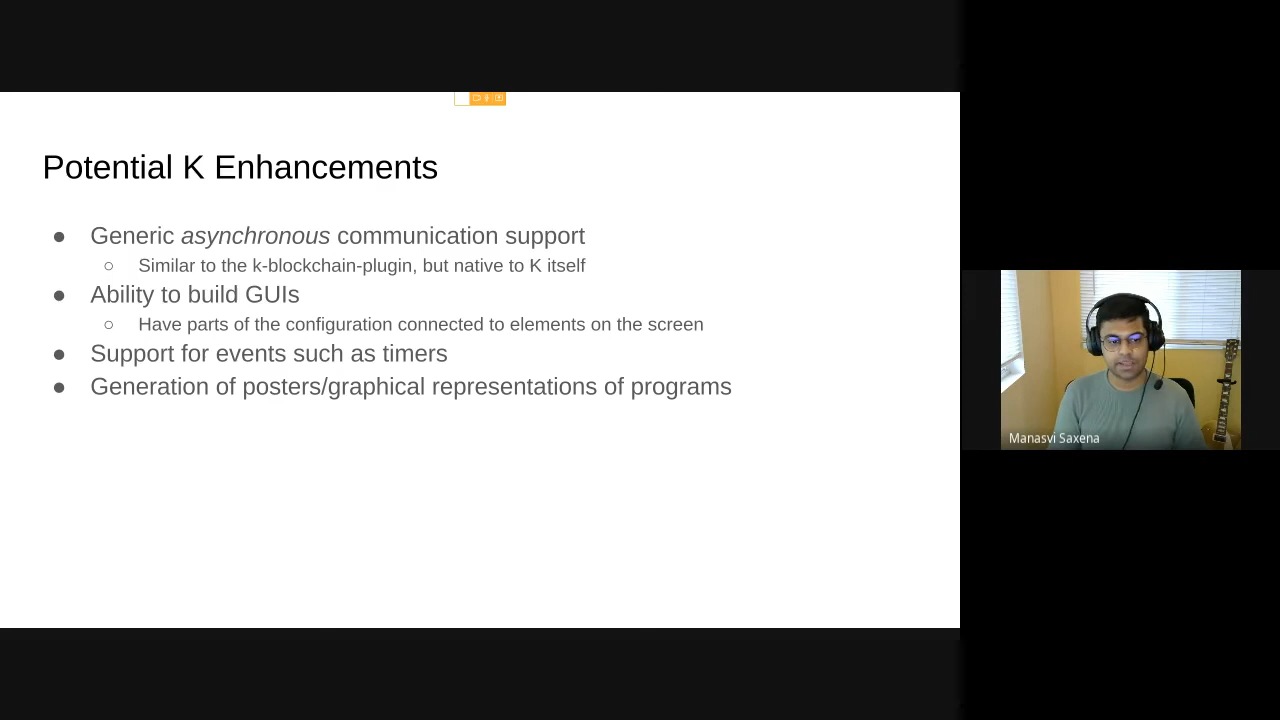 Potential K Enhancements
● Generic asynchronous communication support
○ Similar to the k-blockchain-plugin, but native to K itself
● Ability to build GUIs
○ Have parts of the configuration connected to elements on the screen
● Support for events such as timers
● Generation of posters/graphical representations of programs
Manasvi Saxena